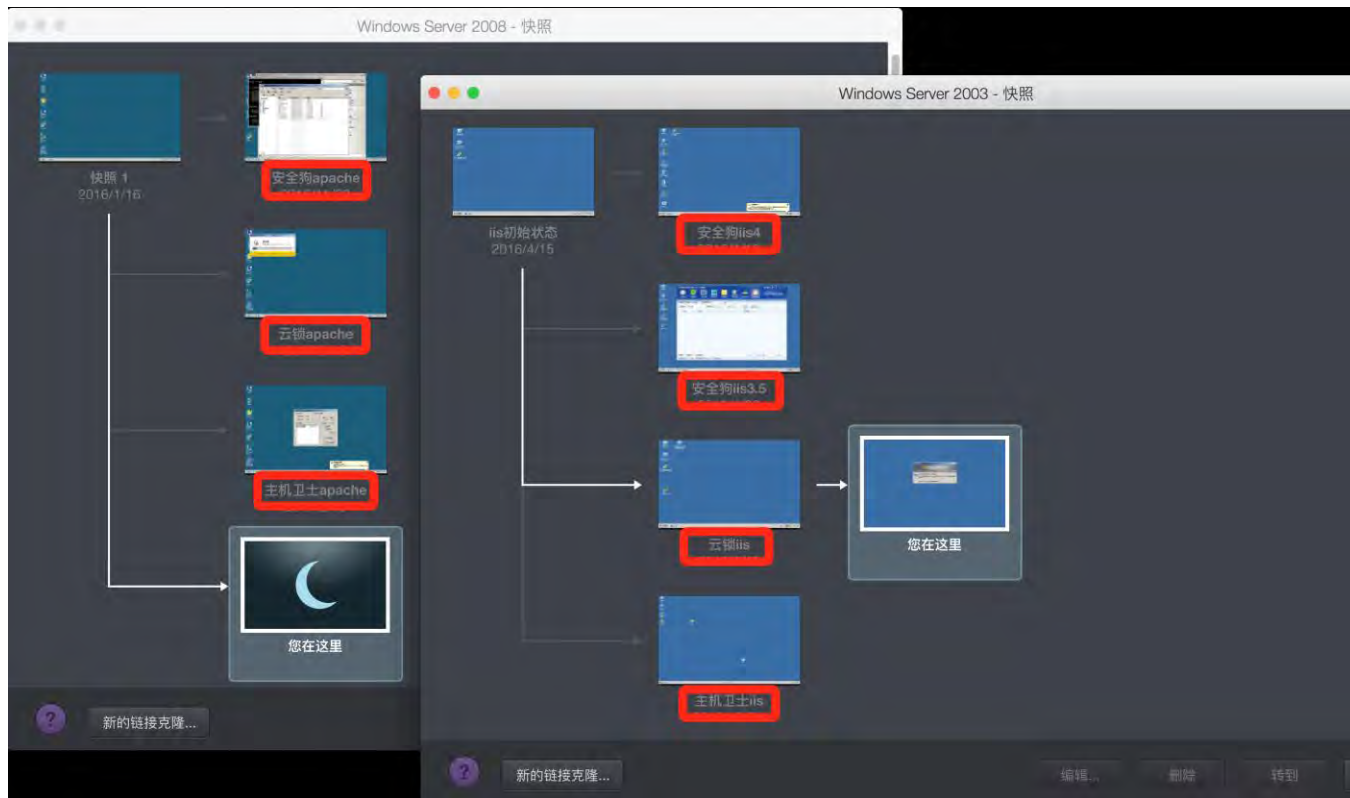 Windows Server 2008 - 快照
快照 1
2016/1/16
安全狗apache
云锁apache
主机卫士apache
您在这里
新的链接克隆...
Windows Server 2003 - 快照
iis初始状态
2016/4/15
安全狗iis4
安全狗iis3.5
云锁iis
您在这里
主机卫士iis
新的链接克隆...
编辑...
删除
转到